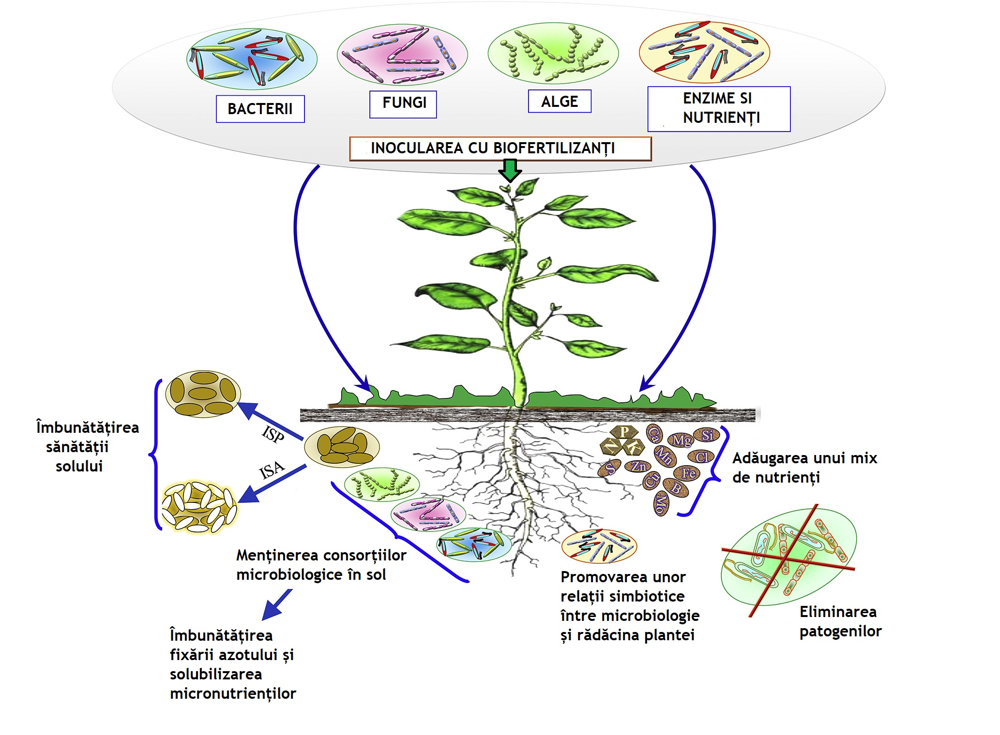 BACTERII
FUNGI
ALGE
ENZIME SI
NUTRIENȚI
INOCULAREA CU BIOFERTILIZANȚI
Îmbunătățirea
sănătății
solului
ISP
ISA
P
N
K
Ca
Mg
Si
Mn
Cl
S
Zn
Fe
Cu
B
Mo
Adăugarea unui mix
de nutrienți
Menținerea consorțiilor
microbiologice în sol
Îmbunătățirea
fixării azotului și
solubilizarea
micronutrienților
Promovarea unor
relații simbiotice
între microbiologie
și rădăcina plantei
Eliminarea
patogenilor